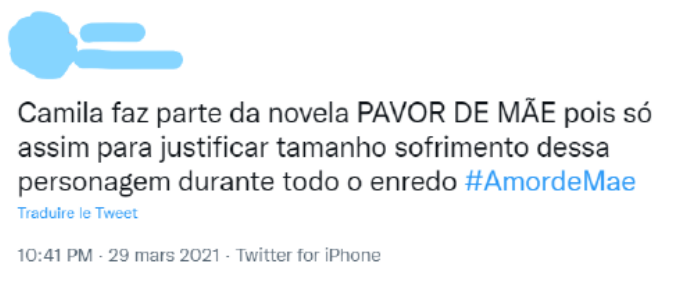 Camila faz parte da novela PAVOR DE MÃE pois só
assim para justificar tamanho sofrimento dessa
personagem durante todo o enredo #AmordeMae
Traduire le Tweet
10:41 PM · 29 mars 2021 · Twitter for iPhone